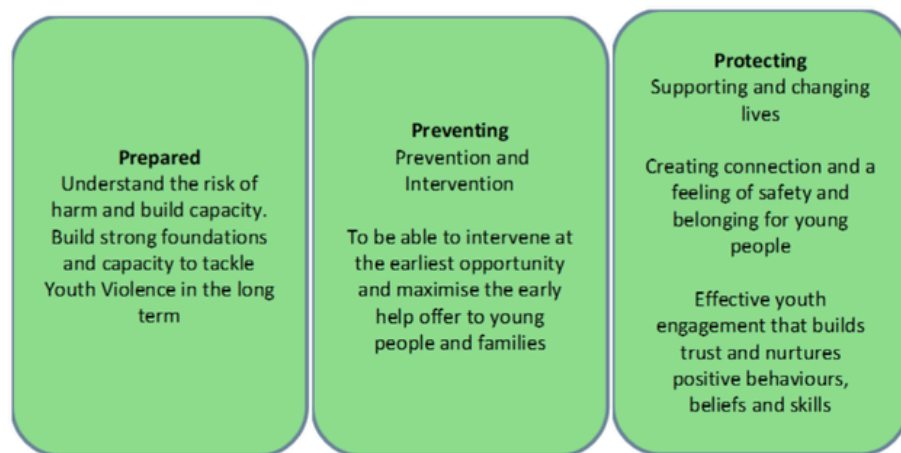 Prepared
Understand the risk of
harm and build capacity.
Build strong foundations
and capacity to tackle
Youth Violence in the long
term
Preventing
Prevention and
Intervention
To be able to intervene at
the earliest opportunity
and maximise the early
help offer to young
people and families
Protecting
Supporting and changing
lives
Creating connection and a
feeling of safety and
belonging for young
people
Effective youth
engagement that builds
trust and nurtures
positive behaviours,
beliefs and skills